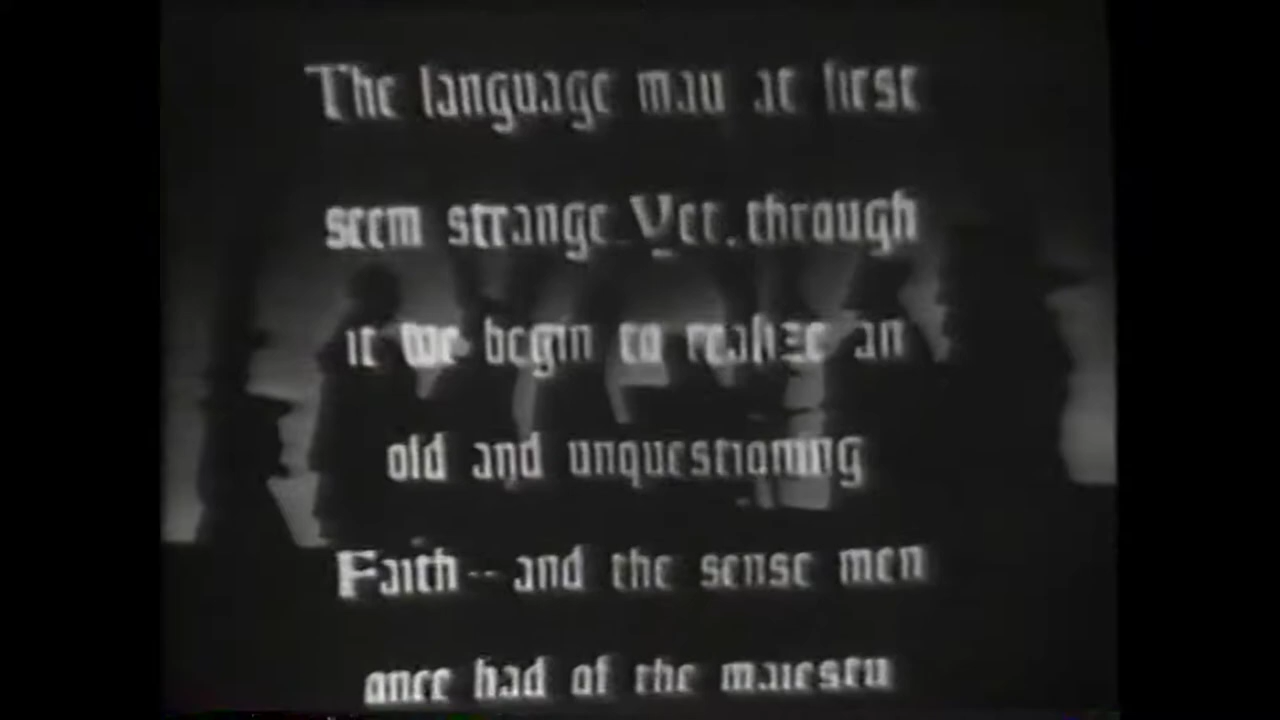 The language may at first
seem strange. Yet, through
it we begin to realize an
old and unquestioning
Faith -- and the sense men
once had of the majesty